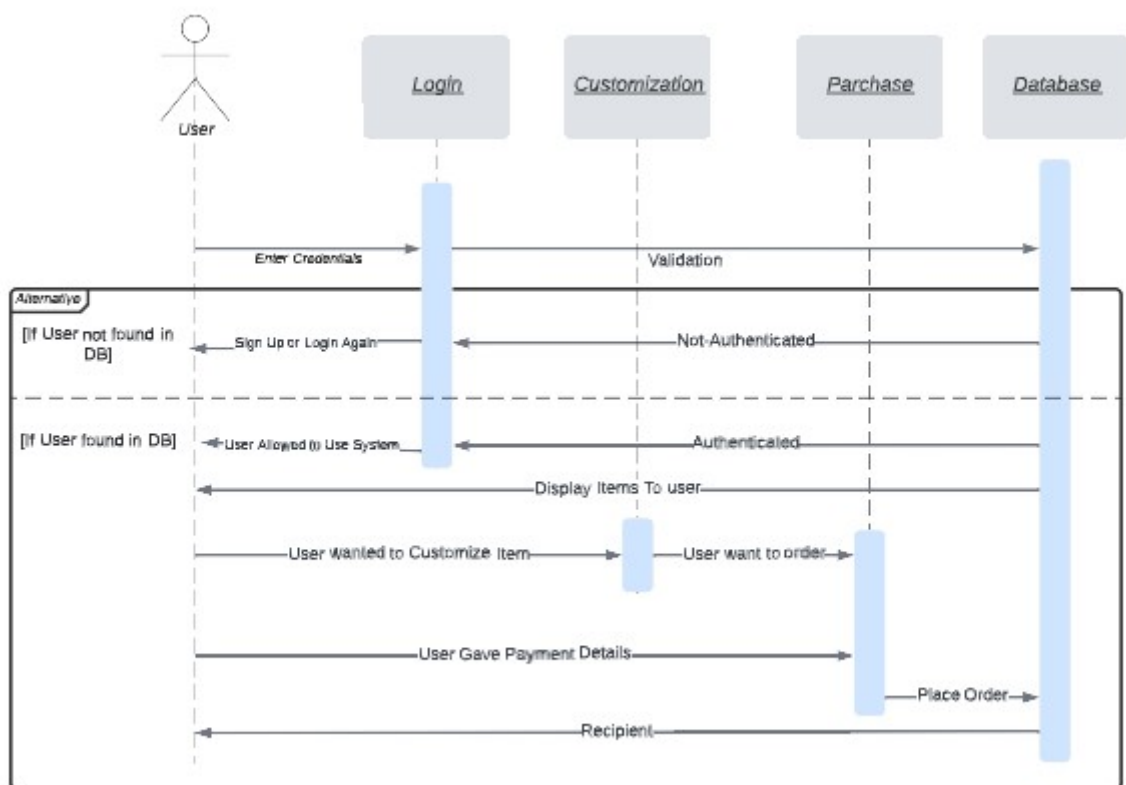 User
Login
Customization
Parchase
Database
Enter Credentials
Validation
Alternative
[If User not found in
DB]
Sign Up or Login Again
Not-Authenticated
[If User found in DB]
User Allowed to Use System
Authenticated
Display Items To user
User wanted to Customize Item
User want to order
User Gave Payment Details
Place Order
Recipient